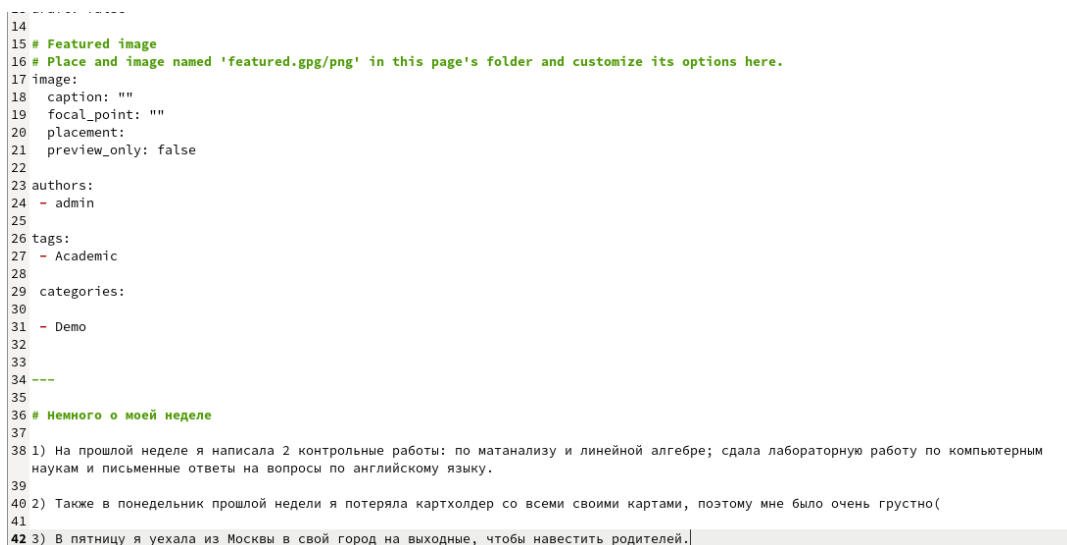 14
15 # Featured image
16 # Place and image named 'featured.gpg/png' in this page's folder and customize its options here.
17 image:
18   caption: ""
19   focal_point: ""
20   placement:
21   preview_only: false
22
23 authors:
24  - admin
25
26 tags:
27  - Academic
28
29  categories:
30
31  - Demo
32
33
34 ---
35
36 # Немного о моей неделе
37
38 1) На прошлой неделе я написала 2 контрольные работы: по матанализу и линейной алгебре; сдала лабораторную работу по компьютерным
наукам и письменные ответы на вопросы по английскому языку.
39
40 2) Также в понедельник прошлой недели я потеряла картхолдер со всеми своими картами, поэтому мне было очень грустно(
41
42 3) В пятницу я уехала из Москвы в свой город на выходные, чтобы навестить родителей.